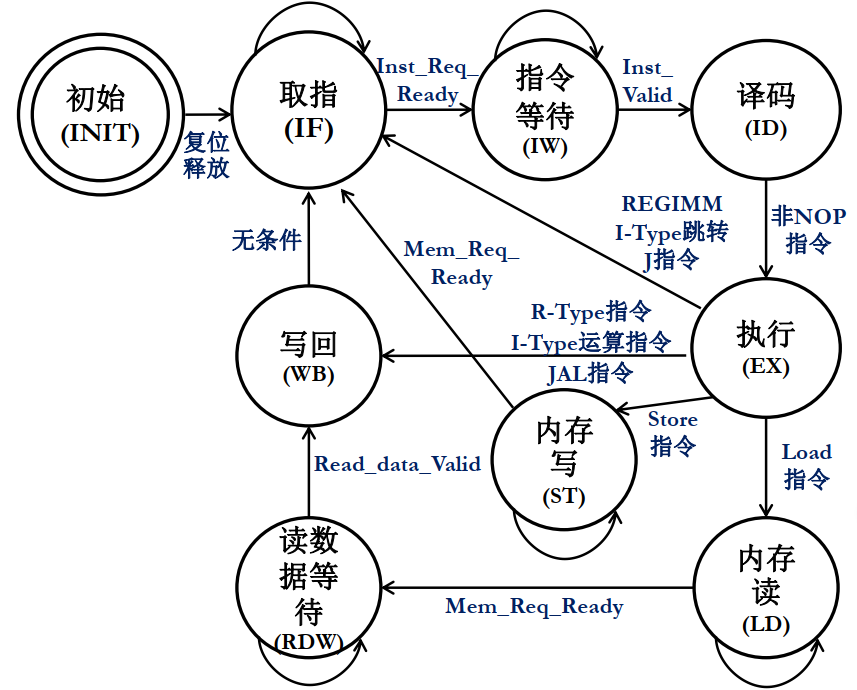 初始
(INIT)
复位
释放
取指
(IF)
Inst_Req_
Ready
指令
等待
(IW)
Inst_
Valid
译码
(ID)
非NOP
指令
REGIMM
I-Type跳转
J指令
Mem_Req_
Ready
无条件
写回
(WB)
R-Type指令
I-Type运算指令
JAL指令
执行
(EX)
Store
指令
Load
指令
内存
写
(ST)
Read_data_Valid
读数
据等
待
(RDW)
Mem_Req_Ready
内存
读
(LD)